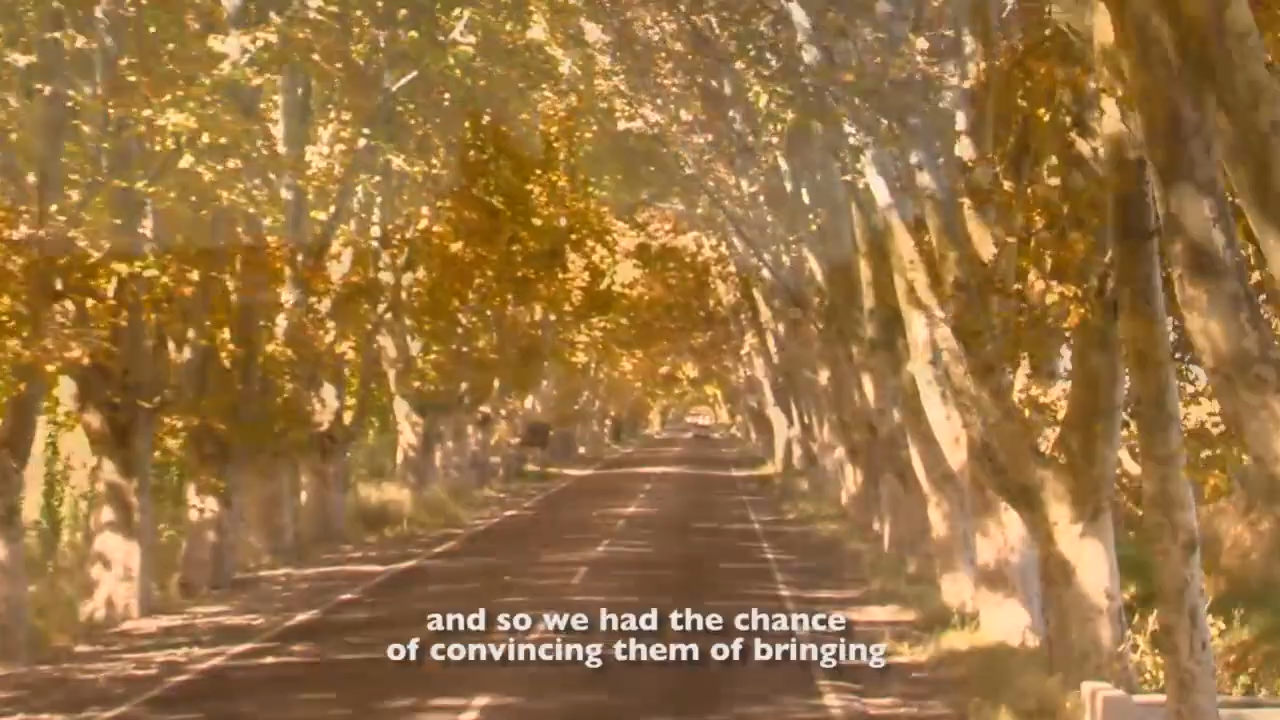 and so we had the chance
of convincing them of bringing